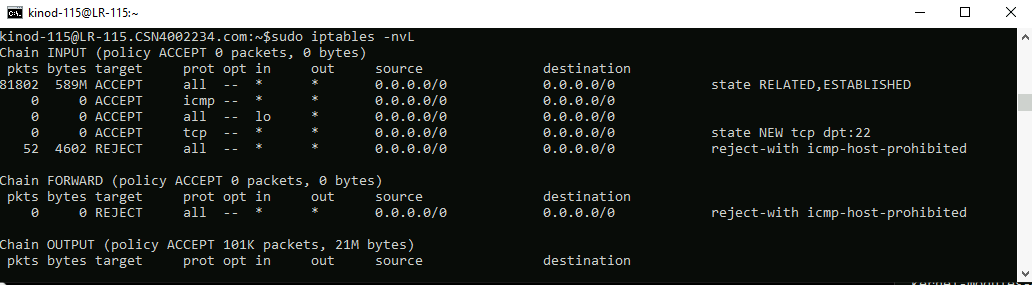 kinod-115@LR-115:~
kinod-115@LR-115.CSN4002234.com:~$sudo iptables -nvL
Chain INPUT (policy ACCEPT 0 packets, 0 bytes)
 pkts bytes target     prot opt in     out     source               destination
81802  589M ACCEPT     all  --  *      *       0.0.0.0/0            0.0.0.0/0            state RELATED,ESTABLISHED
    0     0 ACCEPT     icmp --  *      *       0.0.0.0/0            0.0.0.0/0
    0     0 ACCEPT     all  --  lo     *       0.0.0.0/0            0.0.0.0/0
    0     0 ACCEPT     tcp  --  *      *       0.0.0.0/0            0.0.0.0/0            state NEW tcp dpt:22
   52  4602 REJECT     all  --  *      *       0.0.0.0/0            0.0.0.0/0            reject-with icmp-host-prohibited
Chain FORWARD (policy ACCEPT 0 packets, 0 bytes)
 pkts bytes target     prot opt in     out     source               destination
    0     0 REJECT     all  --  *      *       0.0.0.0/0            0.0.0.0/0            reject-with icmp-host-prohibited
Chain OUTPUT (policy ACCEPT 101K packets, 21M bytes)
 pkts bytes target     prot opt in     out     source               destination